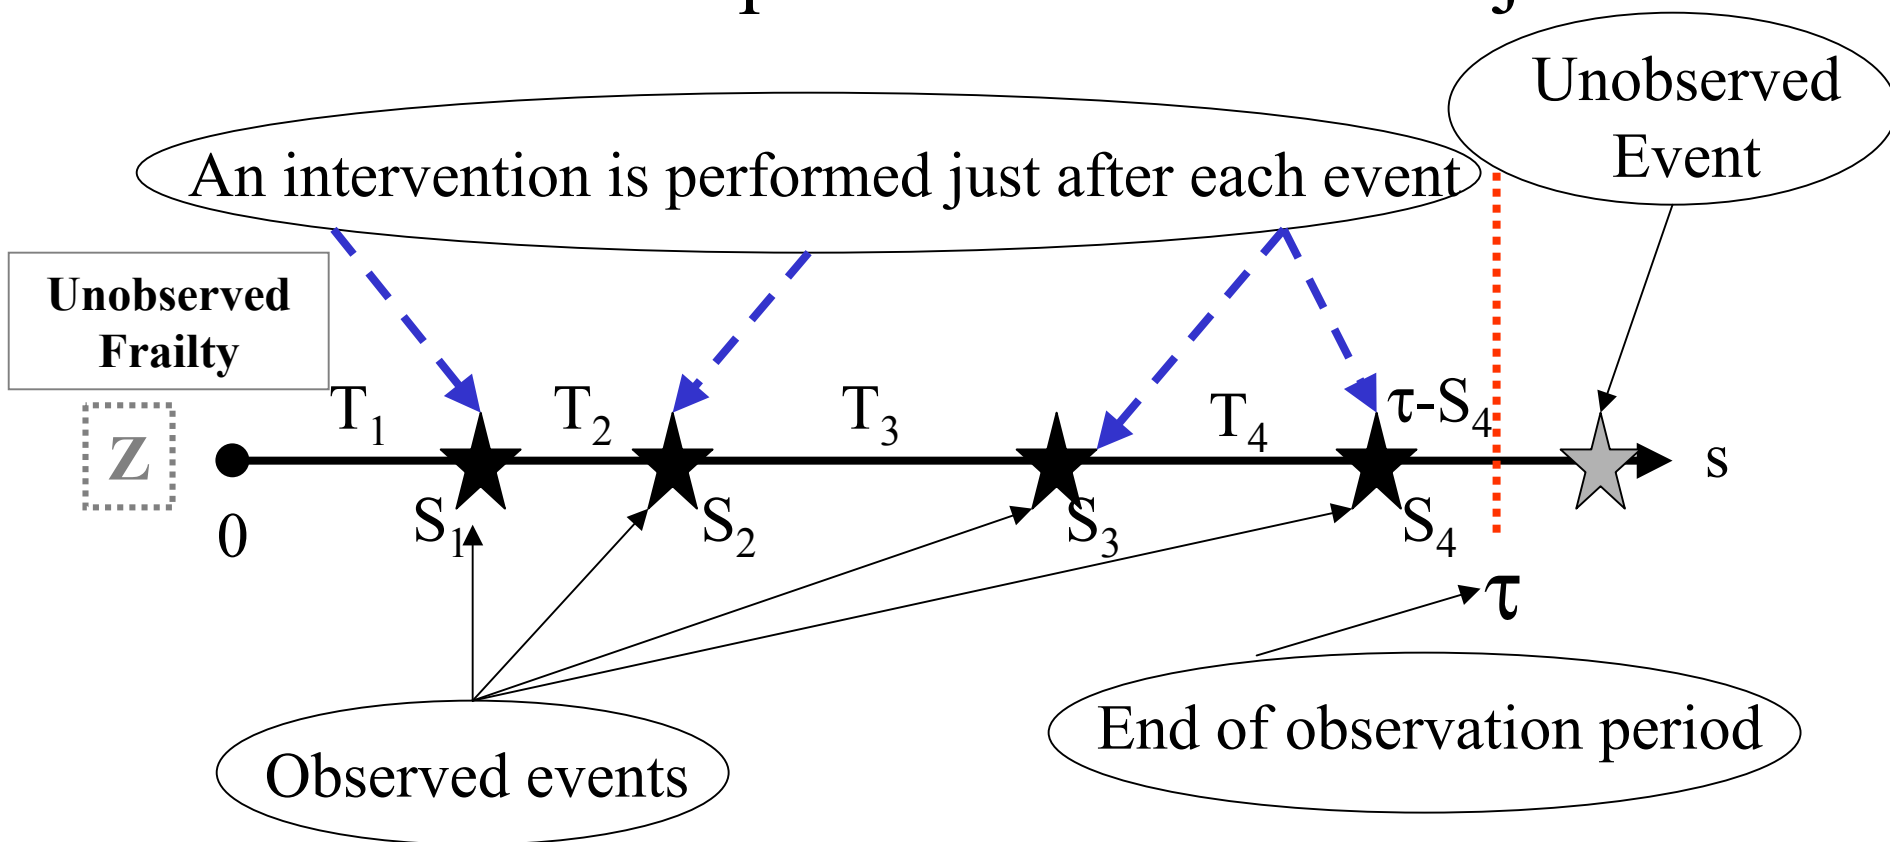 Unobserved
Event
An intervention is performed just after each event
Unobserved
Frailty
T1 T2 T3 T4 τ-S4
Z
s
0 S1 S2 S3 S4
τ
End of observation period
Observed events